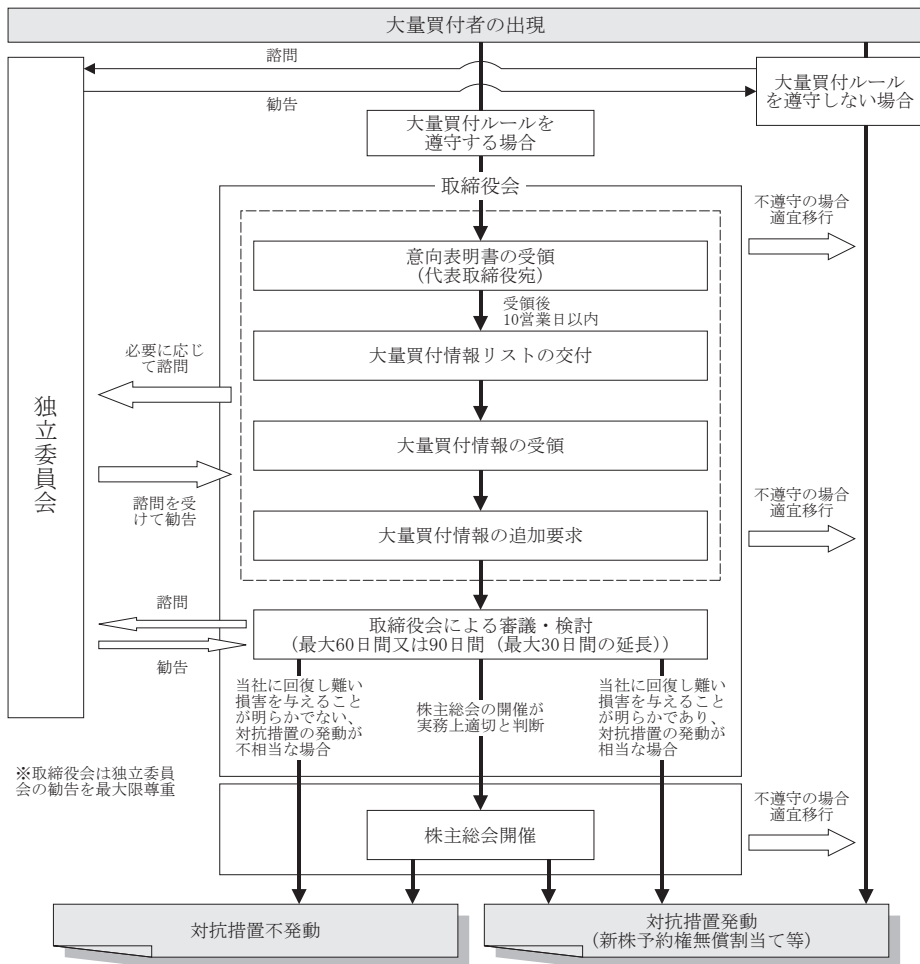 大量買付者の出現
諮問
勧告
大量買付ルール
を遵守しない場合
大量買付ルールを
遵守する場合
取締役会
不遵守の場合
適宜移行
意向表明書の受領
（代表取締役宛）
受領後
10営業日以内
大量買付情報リストの交付
必要に応じ
て諮問
独立委員会
大量買付情報の受領
諮問を受
けて勧告
不遵守の場合
適宜移行
大量買付情報の追加要求
諮問
勧告
取締役会による審議・検討
（最大60日間又は90日間（最大30日間の延長））
当社に回復し難い
損害を与えること
が明らかでない、
対抗措置の発動が
不相当な場合
株主総会の開催が
実務上適切と判断
当社に回復し難い
損害を与えること
が明らかであり、
対抗措置の発動が
相当な場合
※取締役会は独立委員
会の勧告を最大限尊重
不遵守の場合
適宜移行
株主総会開催
対抗措置不発動
対抗措置発動
（新株予約権無償割当て等）